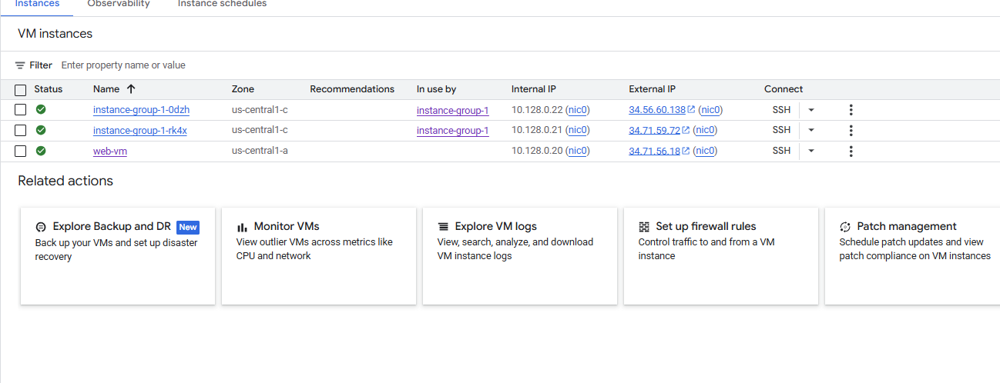 Instances Observability Instance schedules
VM instances
Filter Enter property name or value
Status Name Zone Recommendations In use by Internal IP External IP Connect
instance-group-1-0dzh us-central1-c instance-group-1 10.128.0.22 (nic0) 34.56.60.138 (nic0) SSH
instance-group-1-rk4x us-central1-c instance-group-1 10.128.0.21 (nic0) 34.71.59.72 (nic0) SSH
web-vm us-central1-a 10.128.0.20 (nic0) 34.71.56.18 (nic0) SSH
Related actions
Explore Backup and DR New
Back up your VMs and set up disaster
recovery
Monitor VMs
View outlier VMs across metrics like
CPU and network
Explore VM logs
View, search, analyze, and download
VM instance logs
Set up firewall rules
Control traffic to and from a VM
instance
Patch management
Schedule patch updates and view
patch compliance on VM instances